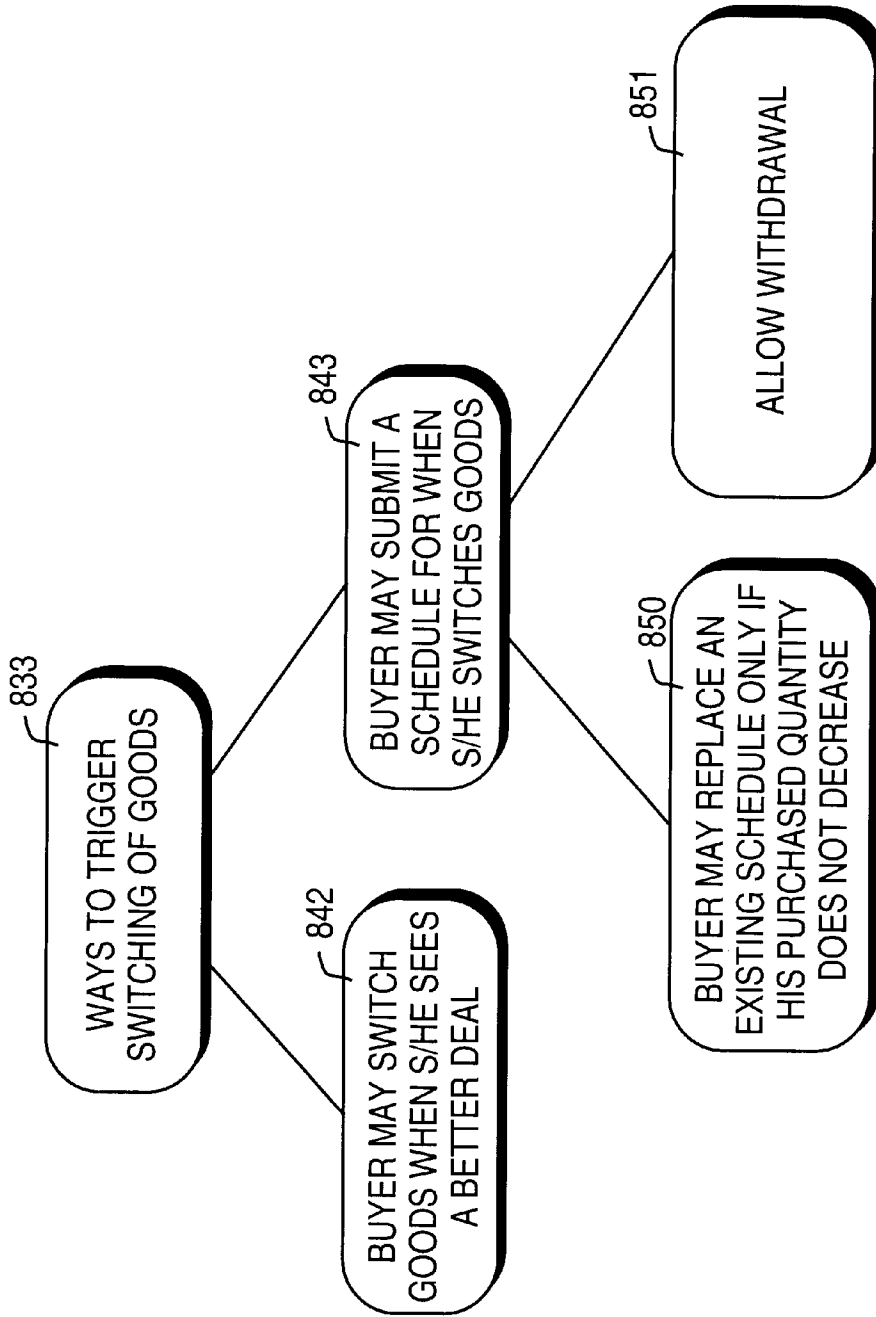 833
WAYS TO TRIGGER
SWITCHING OF GOODS
842
BUYER MAY SWITCH
GOODS WHEN S/HE SEES
A BETTER DEAL
843
BUYER MAY SUBMIT A
SCHEDULE FOR WHEN
S/HE SWITCHES GOODS
850
BUYER MAY REPLACE AN
EXISTING SCHEDULE ONLY IF
HIS PURCHASED QUANTITY
DOES NOT DECREASE
851
ALLOW WITHDRAWAL